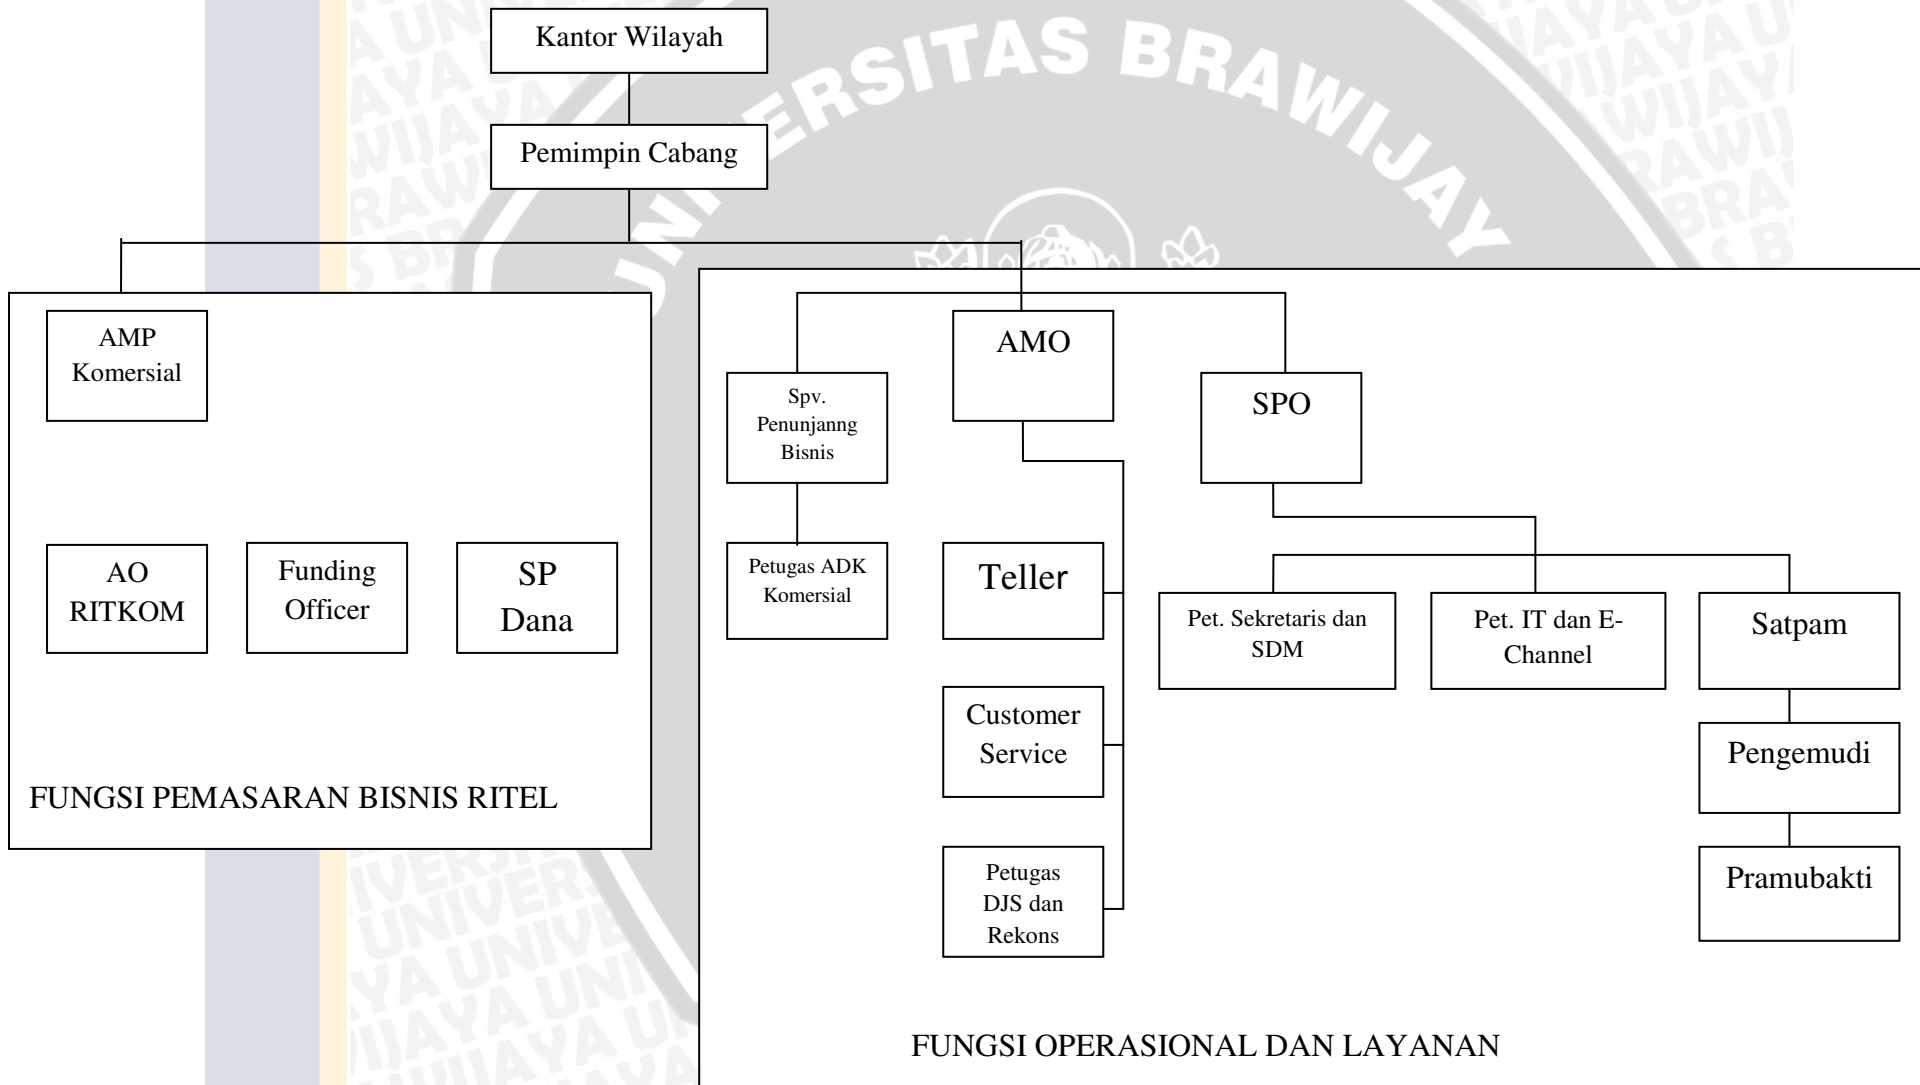 Kantor Wilayah
UNIVERSITAS BRAWIJAY
Pemimpin Cabang
AMP
Komersial
AO
RITKOM
Funding
Officer
SP
Dana
FUNGSI PEMASARAN BISNIS RITEL
AMO
Spv.
Penunjanng
Bisnis
SPO
Petugas ADK
Komersial
Teller
Customer
Service
Petugas
DJS dan
Rekons
Pet. Sekretaris dan
SDM
Pet. IT dan E-
Channel
Satpam
Pengemudi
Pramubakti
FUNGSI OPERASIONAL DAN LAYANAN